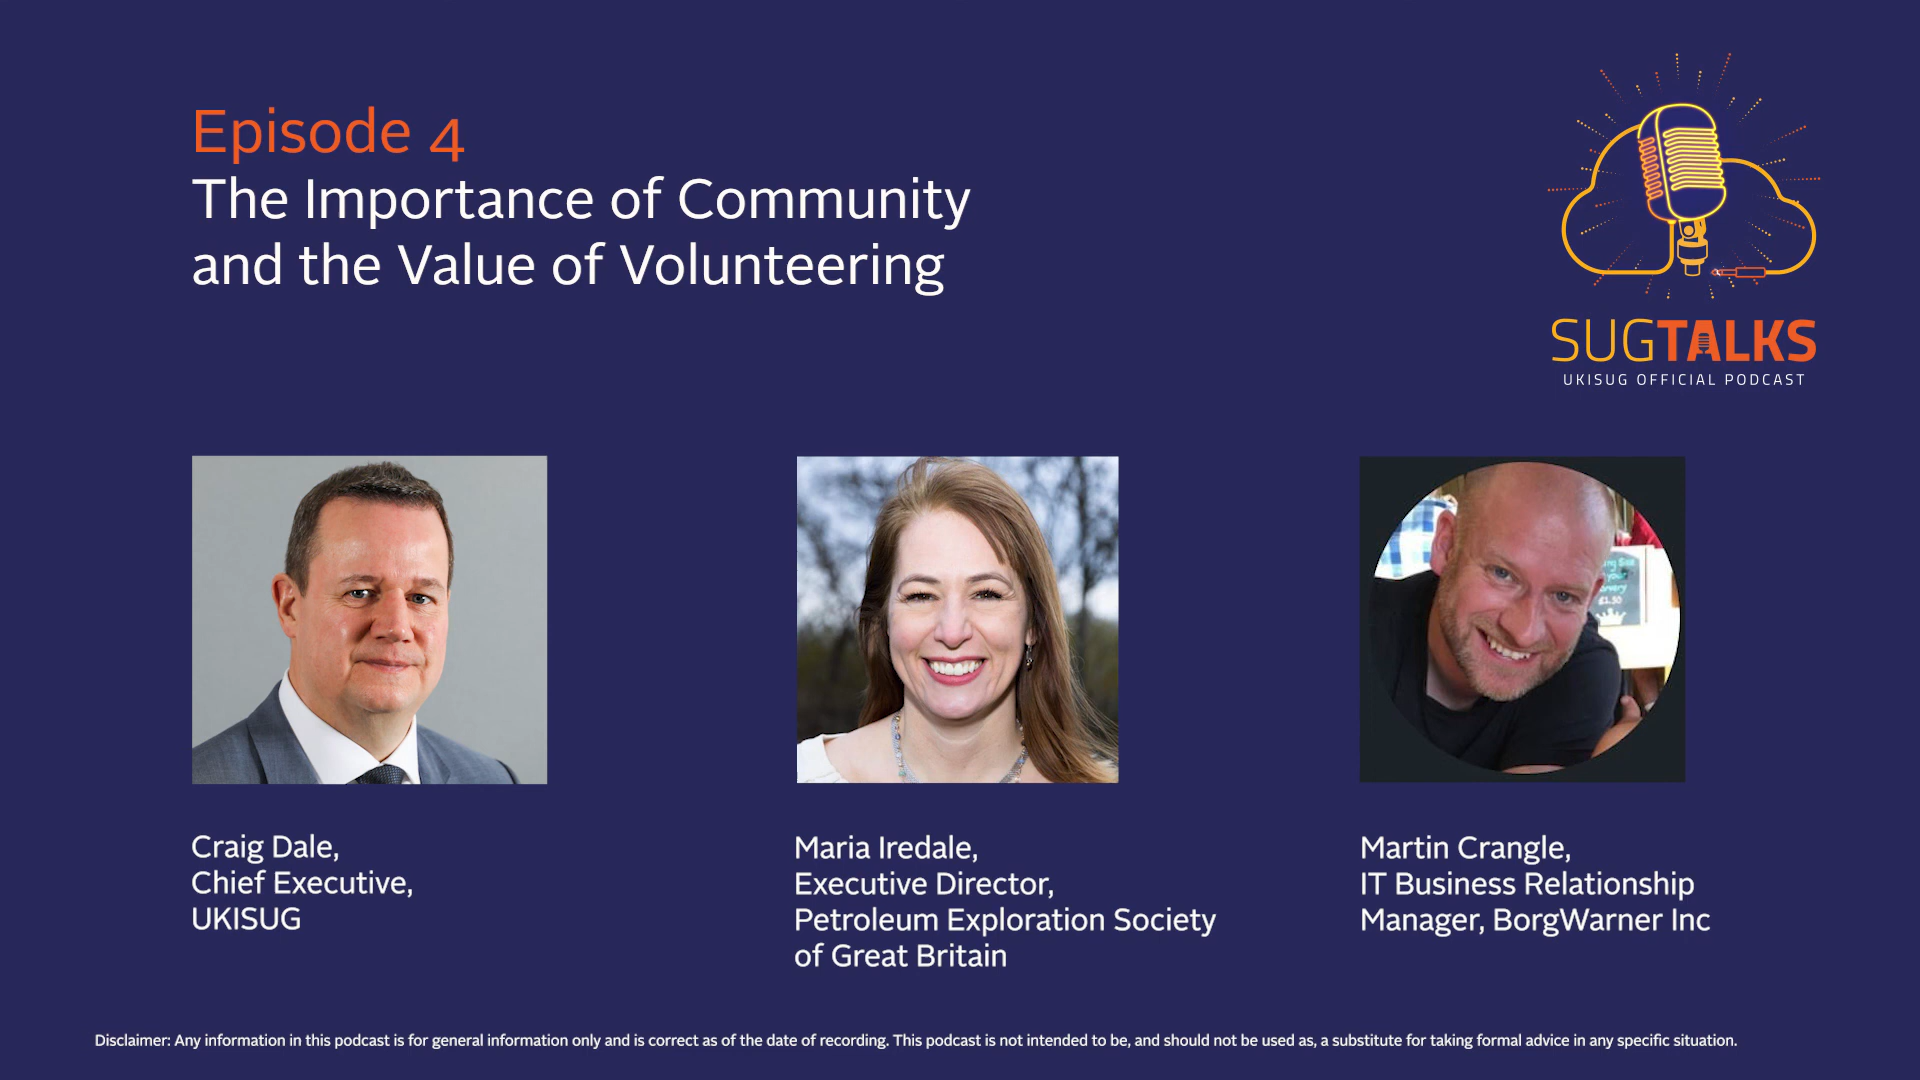 Episode 4
The Importance of Community
and the Value of Volunteering
SUGTALKS
UKISUG OFFICIAL PODCAST
Craig Dale,
Chief Executive,
UKISUG
Maria Iredale,
Executive Director,
Petroleum Exploration Society
of Great Britain
Martin Crangle,
IT Business Relationship
Manager, BorgWarner Inc
Disclaimer: Any information in this podcast is for general information only and is correct as of the date of recording. This podcast is not intended to be, and should not be used as, a substitute for taking formal advice in any specific situation.